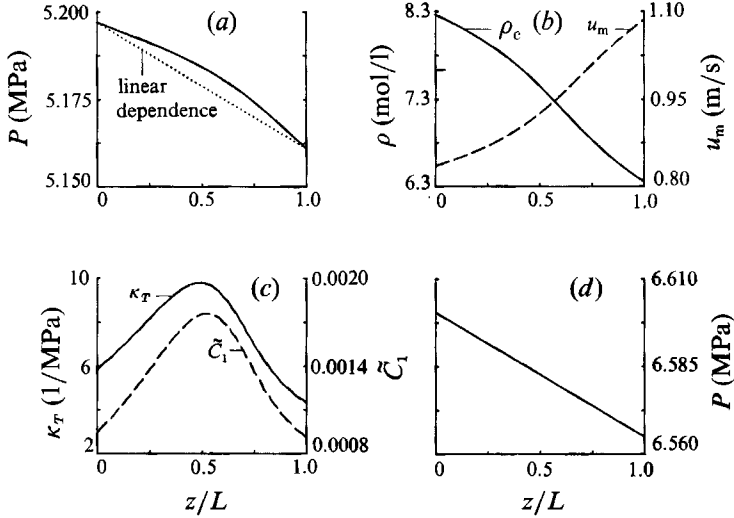 5.200
5.175
5.150
P (MPa)
(a)
linear
dependence
0
0.5
1.0
8.3
7.3
6.3
ρ (mol/l)
ρc
(b)
um
1.10
0.95
0.80
um (m/s)
0
0.5
1.0
10
6
2
κT (1/MPa)
κT
(c)
C̃1
0.0020
0.0014
0.0008
C̃1
0
0.5
1.0
z/L
(d)
6.610
6.585
6.560
P (MPa)
0
0.5
1.0
z/L